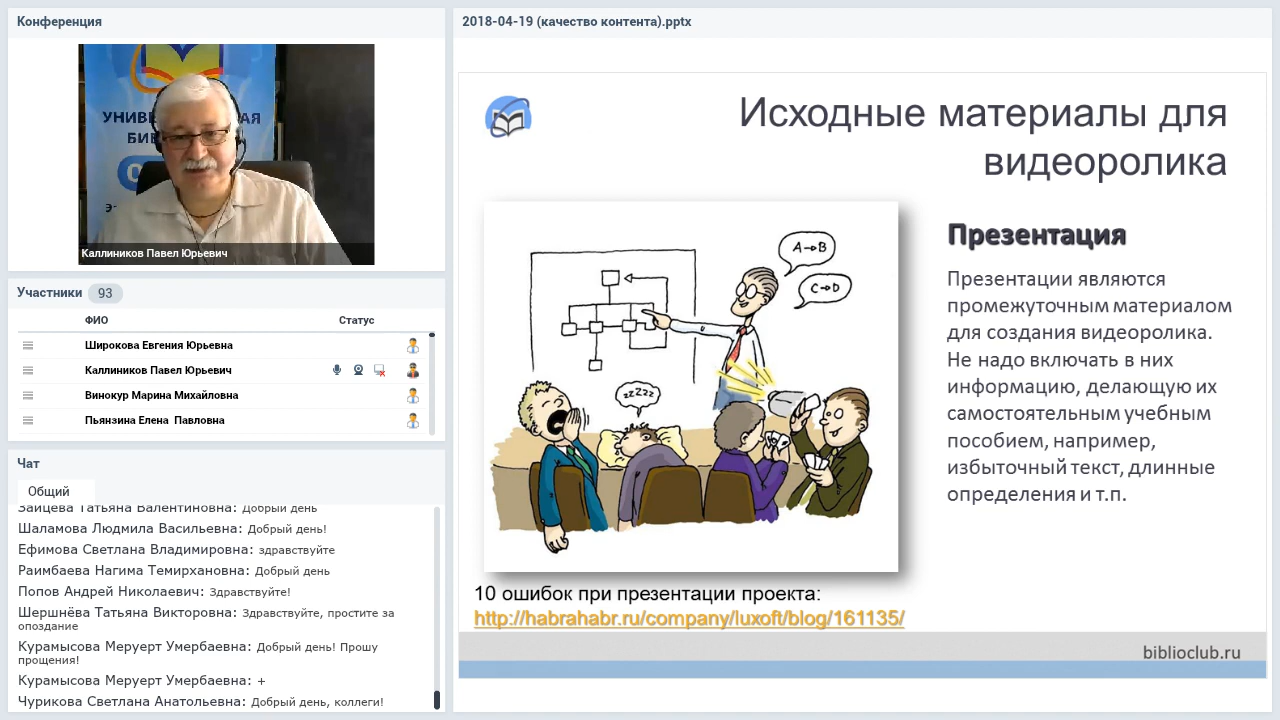 Конференция
УНИВЕ
АЯ
БИБ
Каллиников Павел Юрьевич
Участники 93
ФИО Статус
Широкова Евгения Юрьевна
Каллиников Павел Юрьевич
Винокур Марина Михайловна
Пьянзина Елена Павловна
Чат
Общий
Зайцева Татьяна Валентиновна: Добрый день
Шаламова Людмила Васильевна: Добрый день!
Ефимова Светлана Владимировна: здравствуйте
Раимбаева Нагима Темирхановна: Добрый день
Попов Андрей Николаевич: Здравствуйте!
Шершнёва Татьяна Викторовна: Здравствуйте, простите за
опоздание
Курамысова Меруерт Умербаевна: Добрый день! Прошу
прощения!
Курамысова Меруерт Умербаевна: +
Чурикова Светлана Анатольевна: Добрый день, коллеги!
2018-04-19 (качество контента).pptx
Исходные материалы для
видеоролика
A→B
C→D
zZZZz
Презентация
Презентации являются
промежуточным материалом
для создания видеоролика.
Не надо включать в них
информацию, делающую их
самостоятельным учебным
пособием, например,
избыточный текст, длинные
определения и т.п.
10 ошибок при презентации проекта:
http://habrahabr.ru/company/luxoft/blog/161135/
biblioclub.ru